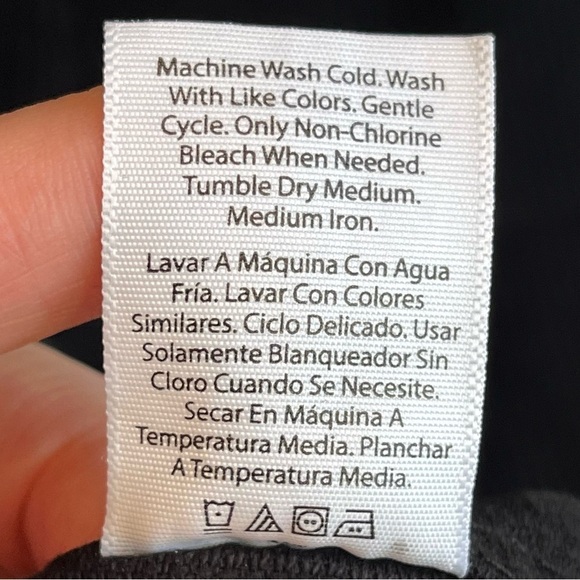 Machine Wash Cold. Wash
With Like Colors. Gentle
Cycle. Only Non-Chlorine
Bleach When Needed.
Tumble Dry Medium.
Medium Iron.
Lavar A Máquina Con Agua
Fría. Lavar Con Colores
Similares. Ciclo Delicado. Usar
Solamente Blanqueador Sin
Cloro Cuando Se Necesite.
Secar En Máquina A
Temperatura Media. Planchar
A Temperatura Media.